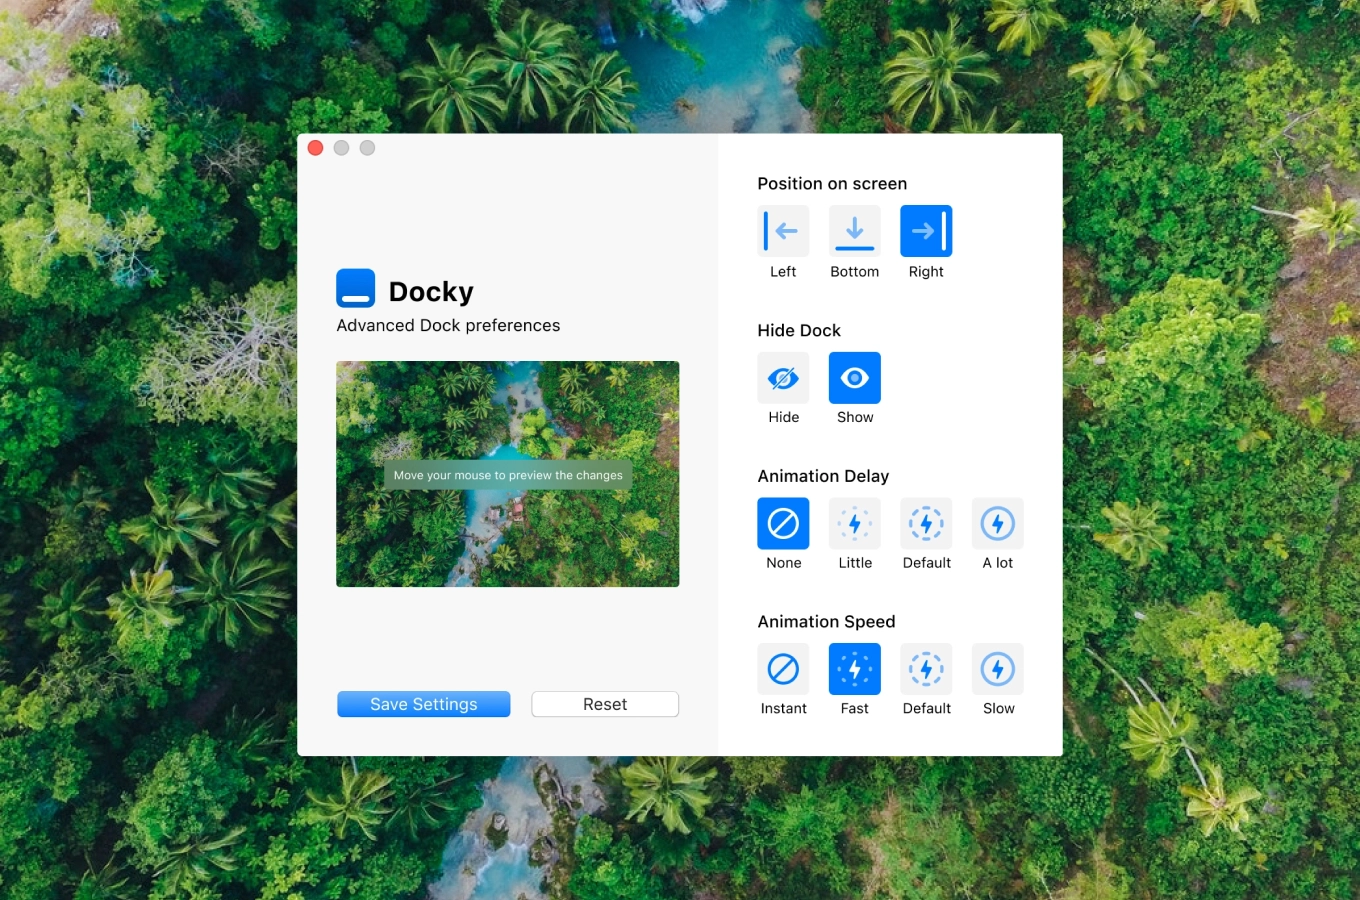 Docky
Advanced Dock preferences
Move your mouse to preview the changes
Save Settings
Reset
Position on screen
Left
Bottom
Right
Hide Dock
Hide
Show
Animation Delay
None
Little
Default
A lot
Animation Speed
Instant
Fast
Default
Slow